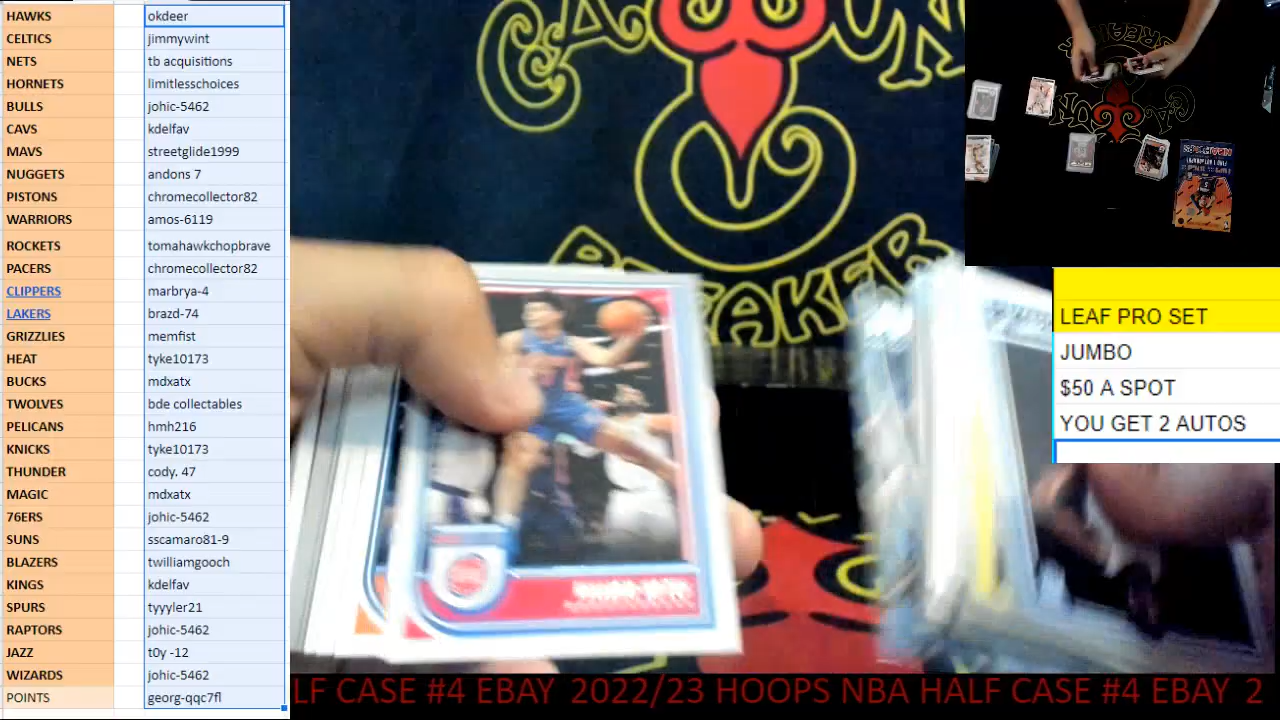 HAWKS okdeer
CELTICS jimmywint
NETS tb acquisitions
HORNETS limitlesschoices
BULLS johic-5462
CAVS kdelfav
MAVS streetglide1999
NUGGETS andons 7
PISTONS chromecollector82
WARRIORS amos-6119
ROCKETS tomahawkchopbrave
PACERS chromecollector82
CLIPPERS marbrya-4
LAKERS brazd-74
GRIZZLIES memfist
HEAT tyke10173
BUCKS mdxatx
TWOLVES bde collectables
PELICANS hmh216
KNICKS tyke10173
THUNDER cody. 47
MAGIC mdxatx
76ERS johic-5462
SUNS sscamaro81-9
BLAZERS twilliamgooch
KINGS kdelfav
SPURS tyyyler21
RAPTORS johic-5462
JAZZ t0y -12
WIZARDS johic-5462
POINTS georg-qqc7fl
LEAF PRO SET
JUMBO
$50 A SPOT
YOU GET 2 AUTOS
LF CASE #4 EBAY 2022/23 HOOPS NBA HALF CASE #4 EBAY 2